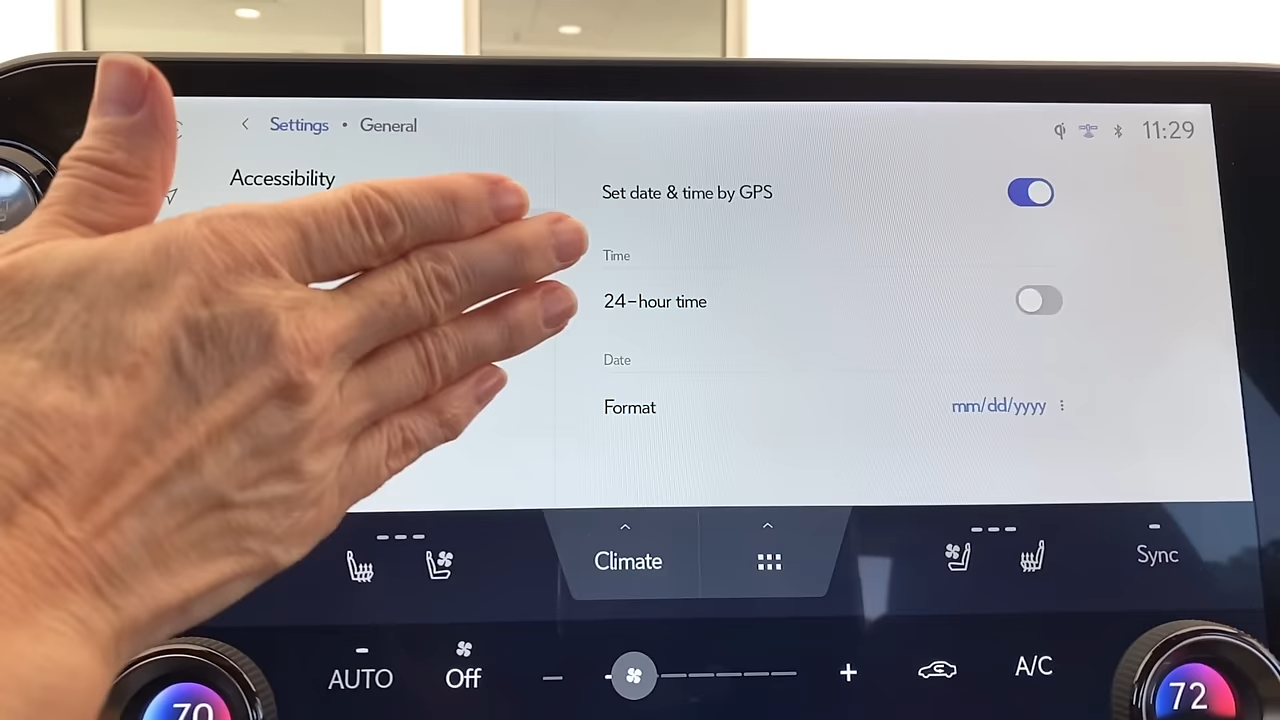 Settings • General
11:29
Accessibility
Set date & time by GPS
Time
24-hour time
Date
Format
mm/dd/yyyy
Climate
Sync
AUTO
Off
A/C
70
72